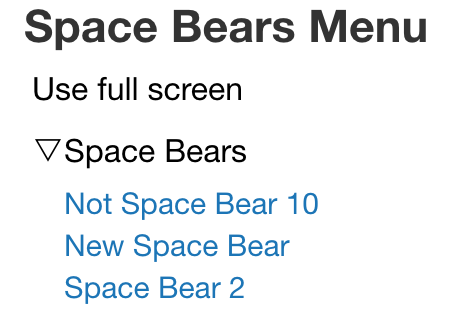 Space Bears Menu
Use full screen
▽Space Bears
Not Space Bear 10
New Space Bear
Space Bear 2